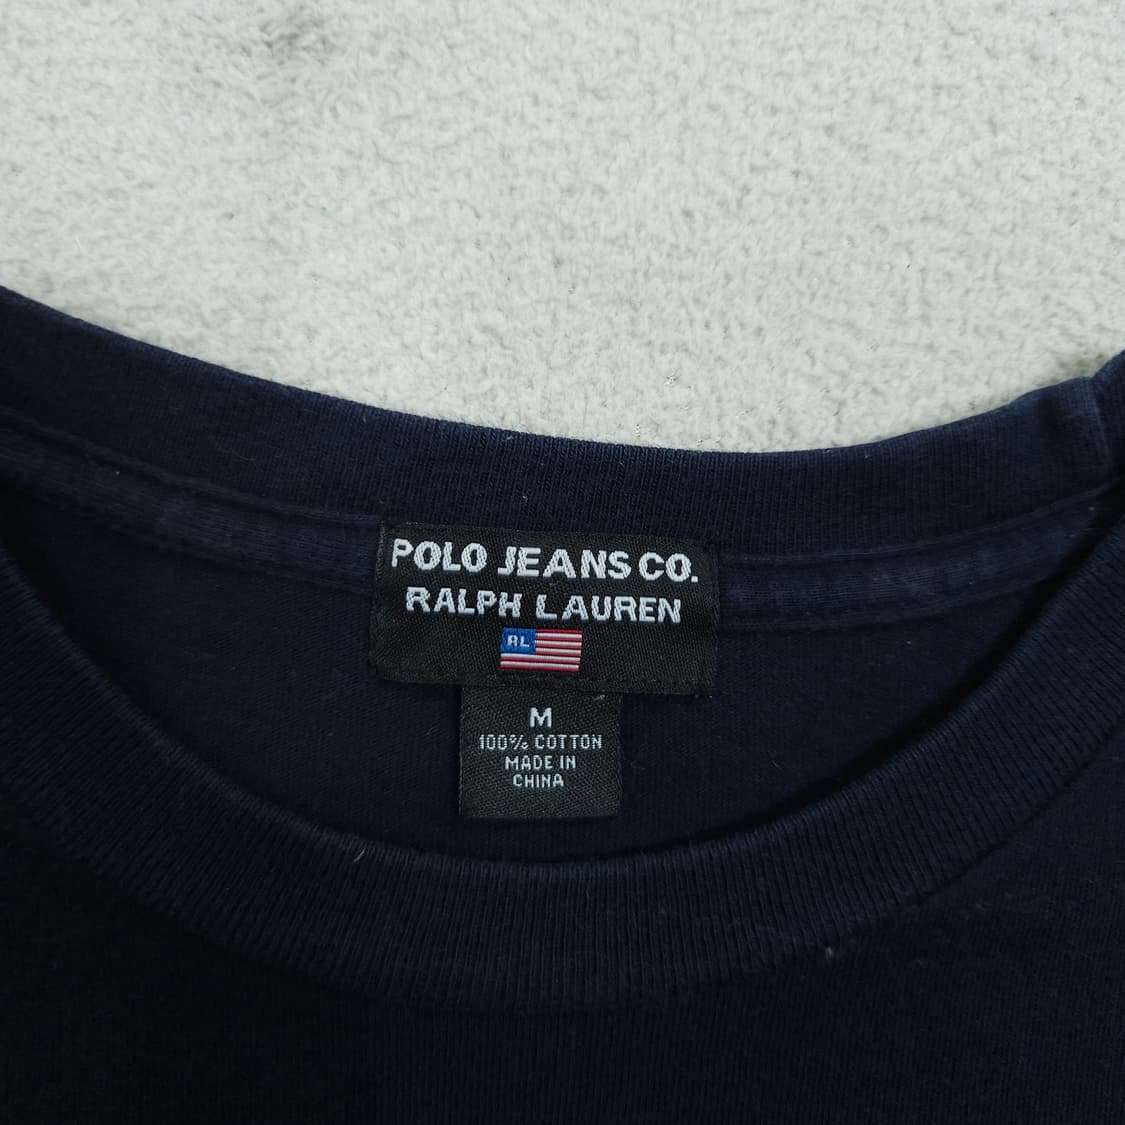 POLO JEANS CO.
RALPH LAUREN
RL
M
100% COTTON
MADE IN
CHINA